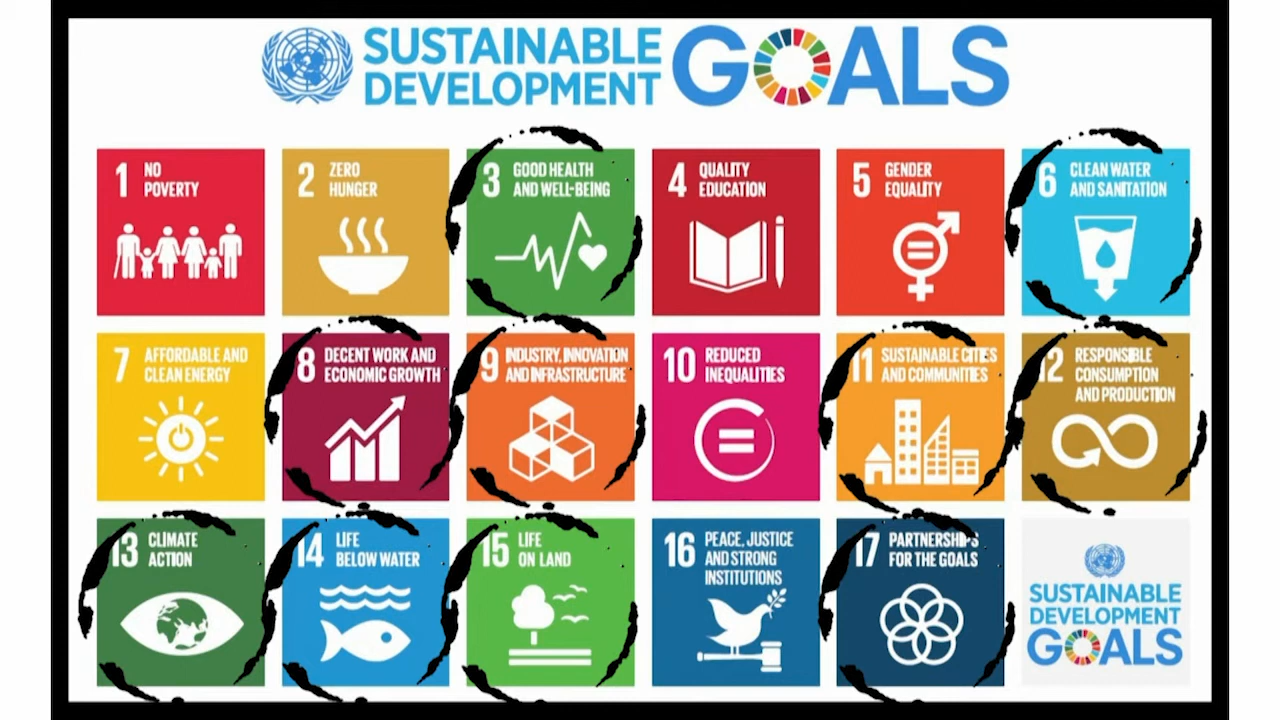 SUSTAINABLE
DEVELOPMENT
GOALS
1 NO
POVERTY
2 ZERO
HUNGER
3 GOOD HEALTH
AND WELL-BEING
4 QUALITY
EDUCATION
5 GENDER
EQUALITY
6 CLEAN WATER
AND SANITATION
7 AFFORDABLE AND
CLEAN ENERGY
8 DECENT WORK AND
ECONOMIC GROWTH
9 INDUSTRY, INNOVATION
AND INFRASTRUCTURE
10 REDUCED
INEQUALITIES
11 SUSTAINABLE CITIES
AND COMMUNITIES
12 RESPONSIBLE
CONSUMPTION
AND PRODUCTION
13 CLIMATE
ACTION
14 LIFE
BELOW WATER
15 LIFE
ON LAND
16 PEACE, JUSTICE
AND STRONG
INSTITUTIONS
17 PARTNERSHIPS
FOR THE GOALS
SUSTAINABLE
DEVELOPMENT
GOALS